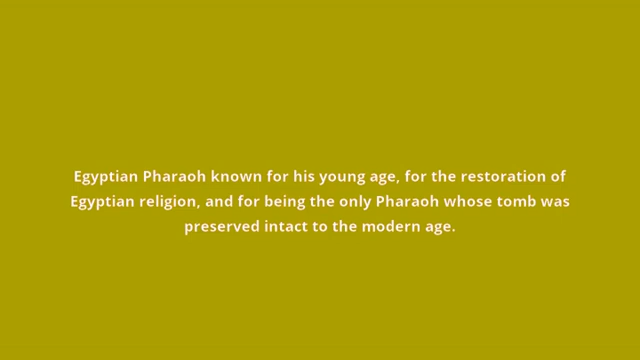 Egyptian Pharaoh known for his young age, for the restoration of
Egyptian religion, and for being the only Pharaoh whose tomb was
preserved intact to the modern age.